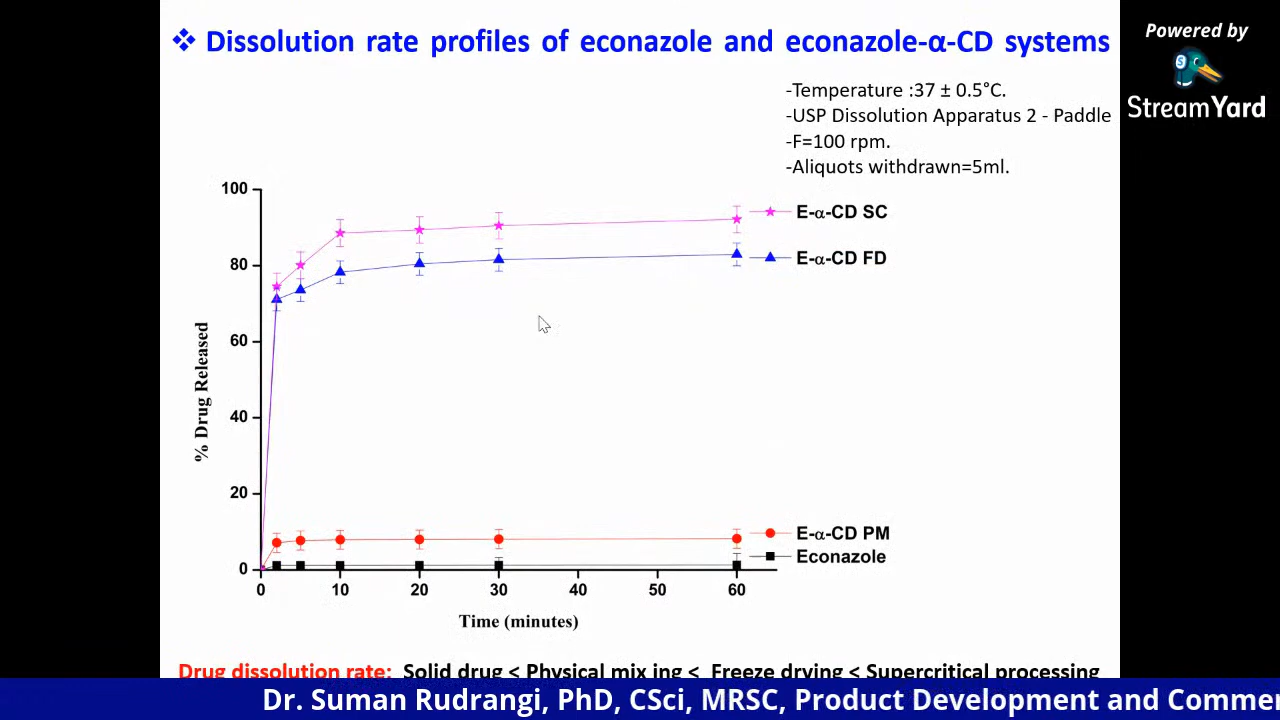 ❖ Dissolution rate profiles of econazole and econazole-α-CD systems
Powered by
StreamYard
-Temperature :37 ± 0.5°C.
-USP Dissolution Apparatus 2 - Paddle
-F=100 rpm.
-Aliquots withdrawn=5ml.
100
80
60
40
20
0
% Drug Released
E-α-CD SC
E-α-CD FD
E-α-CD PM
Econazole
0 10 20 30 40 50 60
Time (minutes)
Drug dissolution rate: Solid drug < Physical mix ing < Freeze drying < Supercritical processing
Dr. Suman Rudrangi, PhD, CSci, MRSC, Product Development and Comme